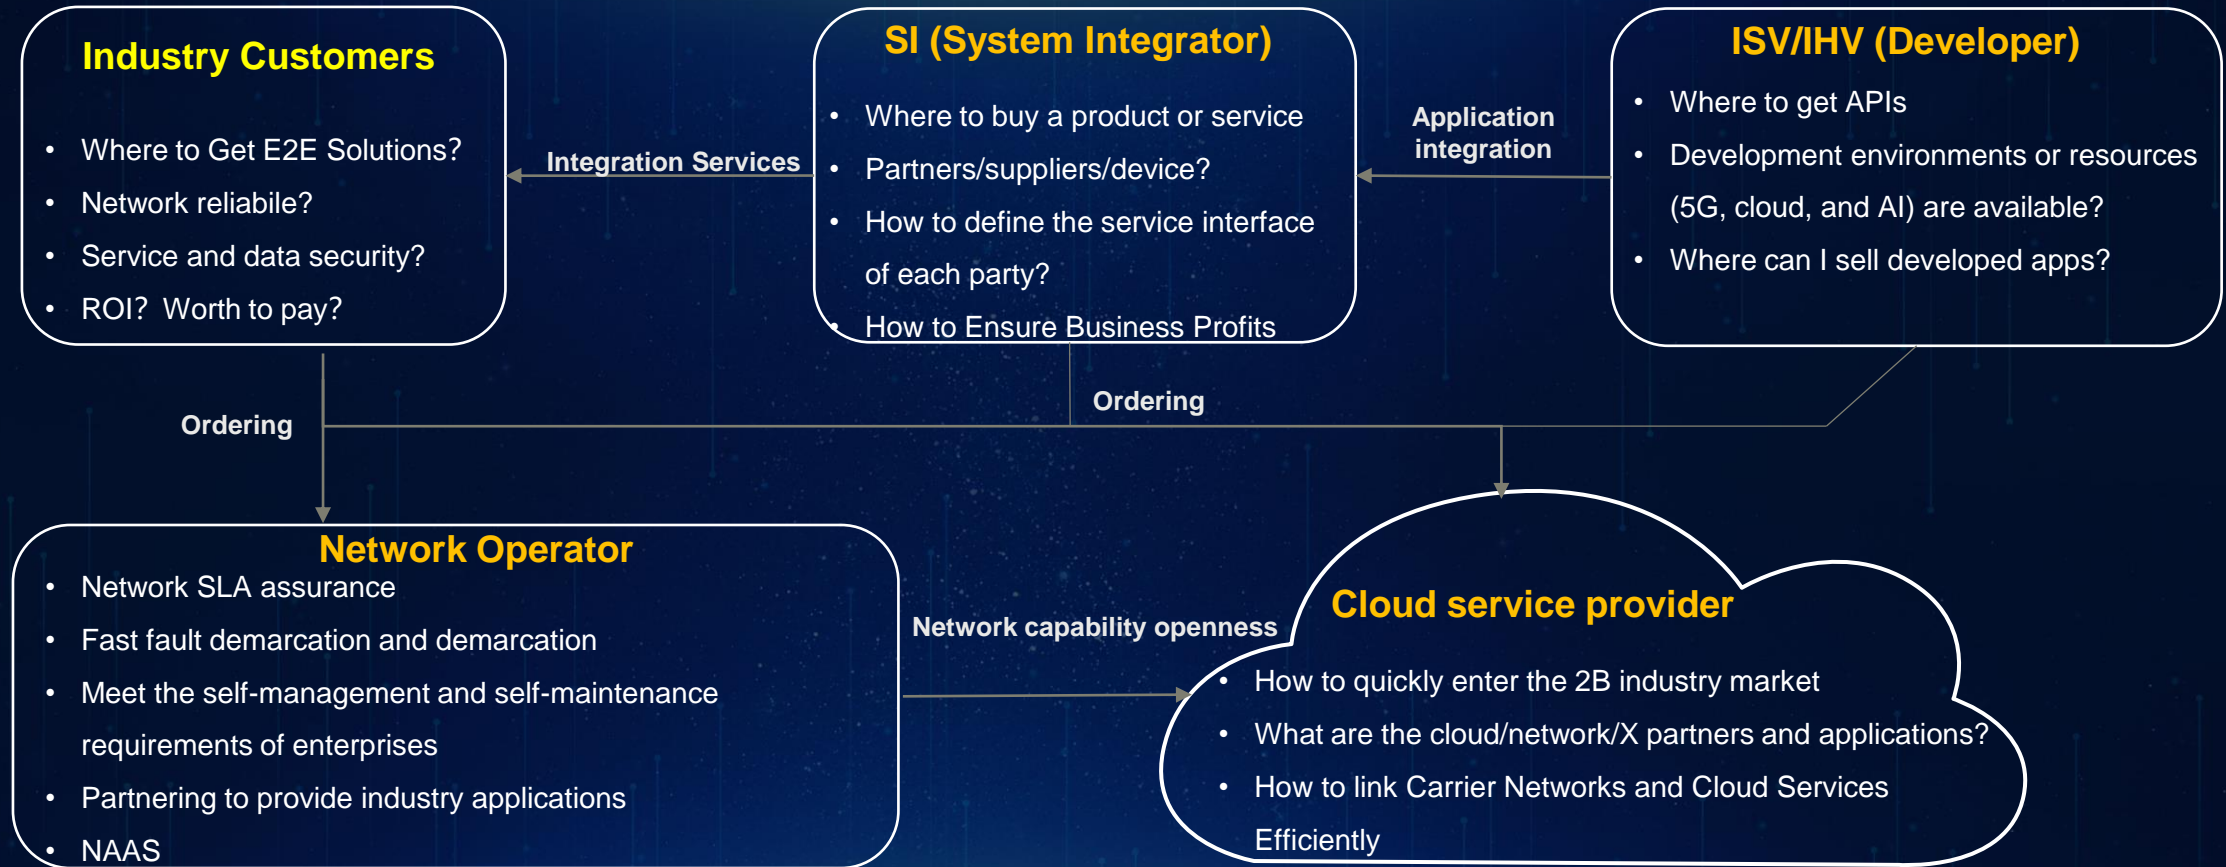 Industry Customers
• Where to Get E2E Solutions?
• Network reliabile?
• Service and data security?
• ROI? Worth to pay?
Integration Services
SI (System Integrator)
• Where to buy a product or service
• Partners/suppliers/device?
• How to define the service interface
of each party?
• How to Ensure Business Profits
Application
integration
ISV/IHV (Developer)
• Where to get APIs
• Development environments or resources
(5G, cloud, and AI) are available?
• Where can I sell developed apps?
Ordering
Ordering
Network Operator
• Network SLA assurance
• Fast fault demarcation and demarcation
• Meet the self-management and self-maintenance
requirements of enterprises
• Partnering to provide industry applications
• NAAS
Network capability openness
Cloud service provider
• How to quickly enter the 2B industry market
• What are the cloud/network/X partners and applications?
• How to link Carrier Networks and Cloud Services
Efficiently